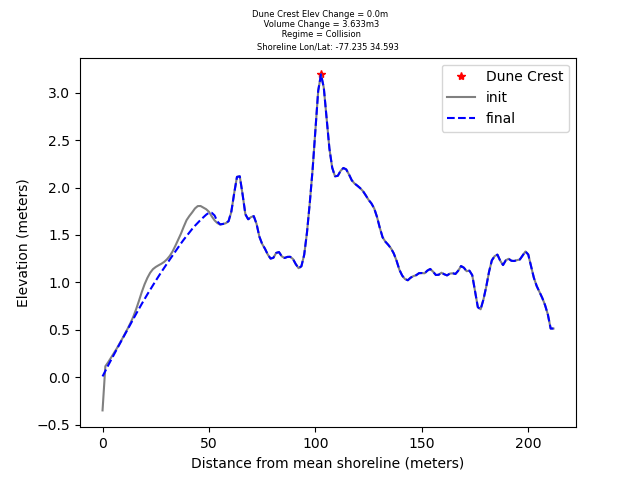 Dune Crest Elev Change = 0.0m
Volume Change = 3.633m3
Regime = Collision
Shoreline Lon/Lat: -77.235 34.593
Dune Crest
init
final
3.0
2.5
2.0
1.5
1.0
0.5
0.0
−0.5
Elevation (meters)
0
50
100
150
200
Distance from mean shoreline (meters)